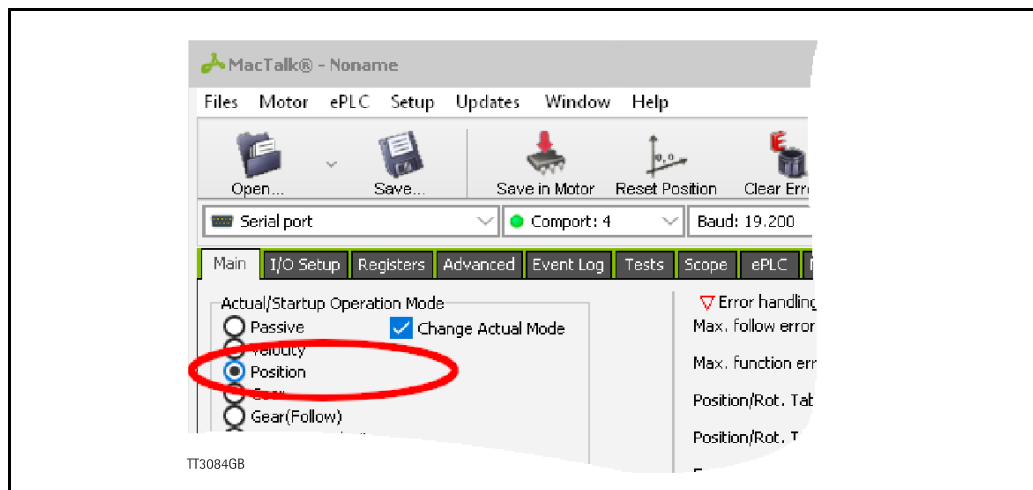 MacTalk® - Noname
Files Motor ePLC Setup Updates Window Help
Open... Save... Save in Motor Reset Position Clear
Serial port Comport: 4 Baud: 19.200
Main I/O Setup Registers Advanced Event Log Tests Scope ePLC
Actual/Startup Operation Mode
Passive
Change Actual Mode
Velocity
Position
Gear(Follow)
Error handling
Max. follow error
Max. function
Position/Rot.
Position/Rot.
TT3084GB